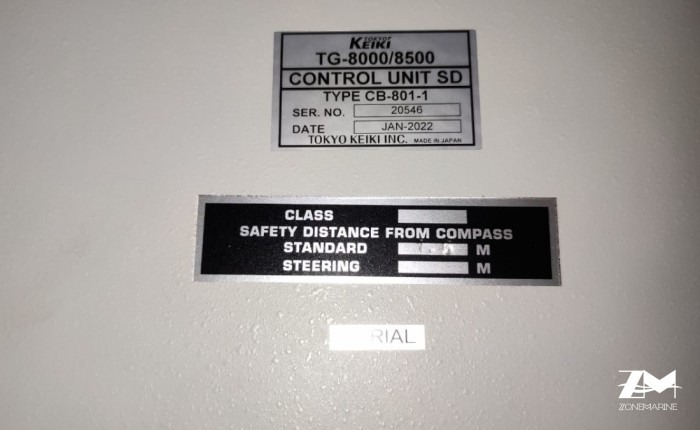 TOKYO
KEIKI
TG-8000/8500
CONTROL UNIT SD
TYPE CB-801-1
SER. NO. 20546
DATE JAN-2022
TOKYO KEIKI INC. MADE IN JAPAN
CLASS
SAFETY DISTANCE FROM COMPASS
STANDARD M
STEERING M
RIAL
ZM
ZONEMARINE